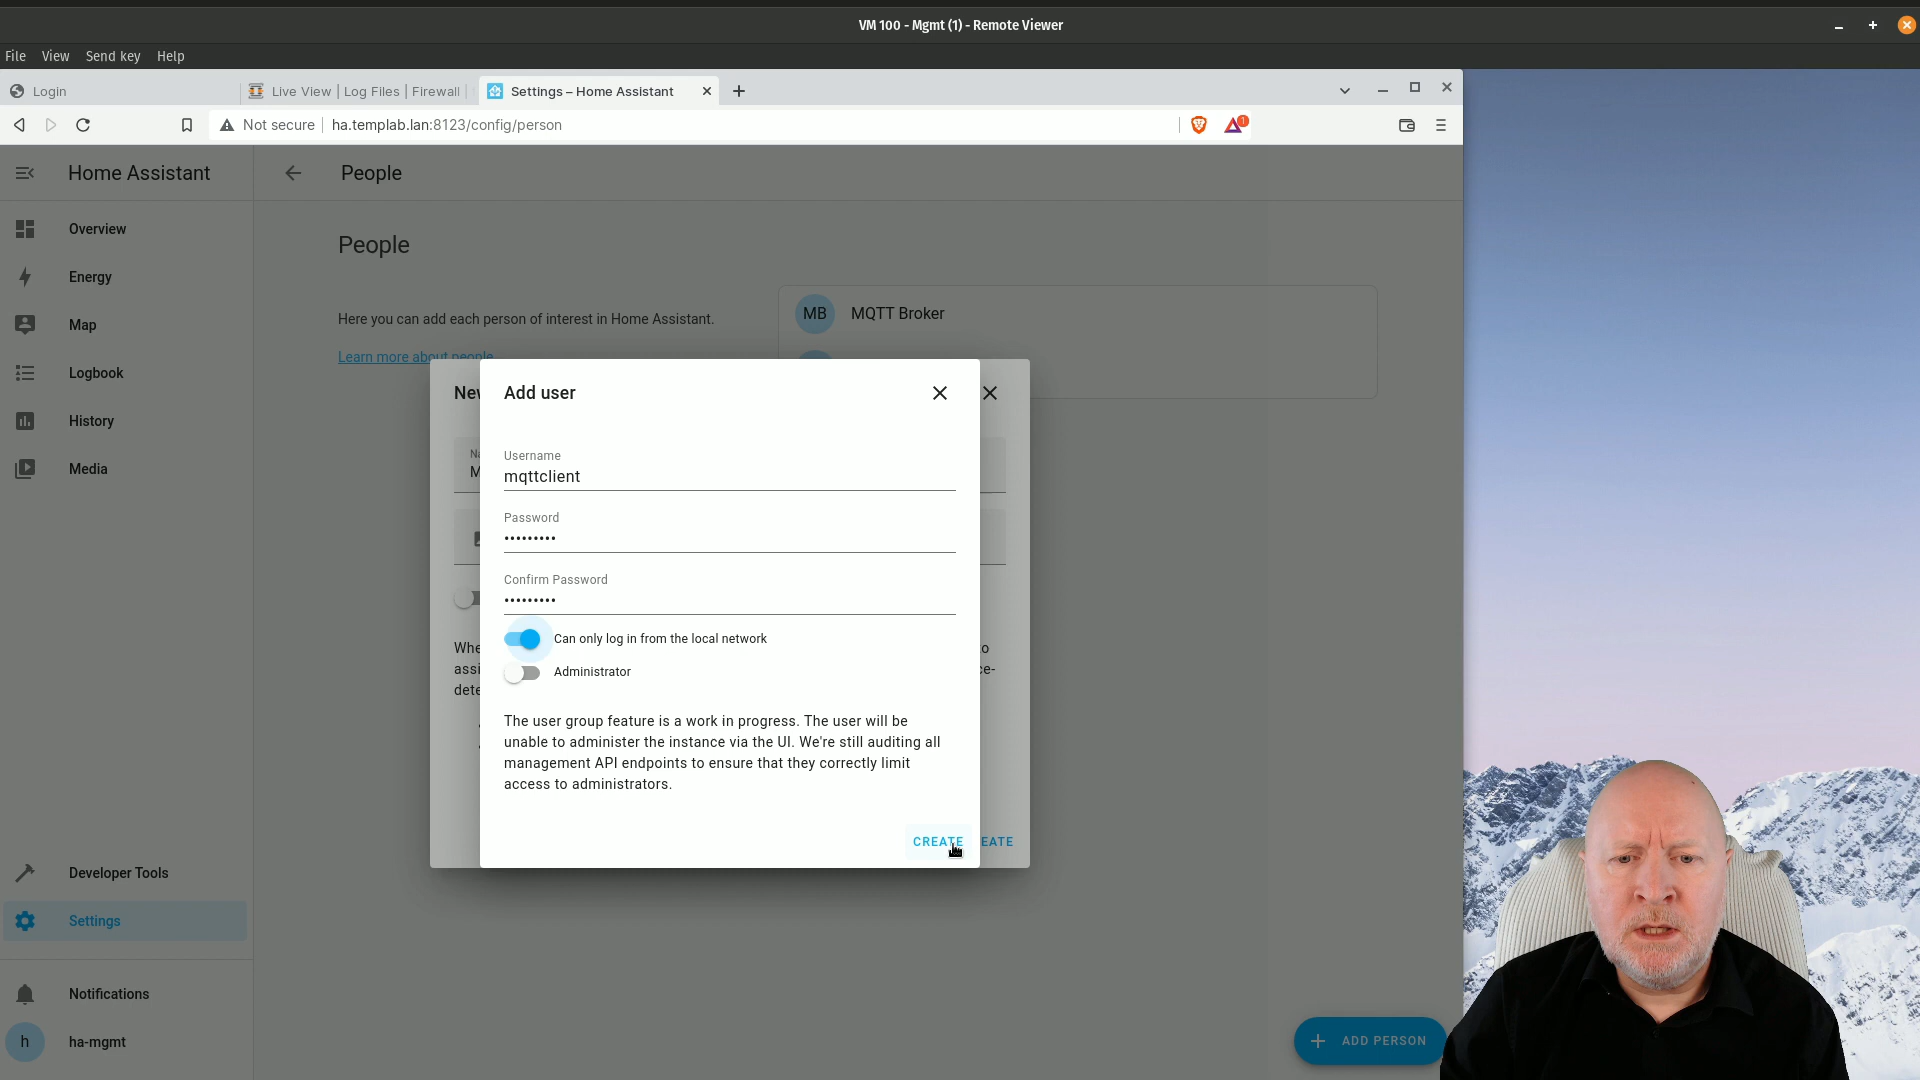 VM 100 - Mgmt (1) - Remote Viewer
File View Send key Help
Login
Live View | Log Files | Firewall |
Settings – Home Assistant
Not secure
ha.templab.lan:8123/config/person
1
Home Assistant
People
Overview
Energy
Map
Logbook
History
Media
Developer Tools
Settings
Notifications
h
ha-mgmt
People
Here you can add each person of interest in Home Assistant.
Learn more about people
MB
MQTT Broker
Add user
Username
mqttclient
Password
Confirm Password
Can only log in from the local network
Administrator
The user group feature is a work in progress. The user will be
unable to administer the instance via the UI. We're still auditing all
management API endpoints to ensure that they correctly limit
access to administrators.
CREATE
ADD PERSON